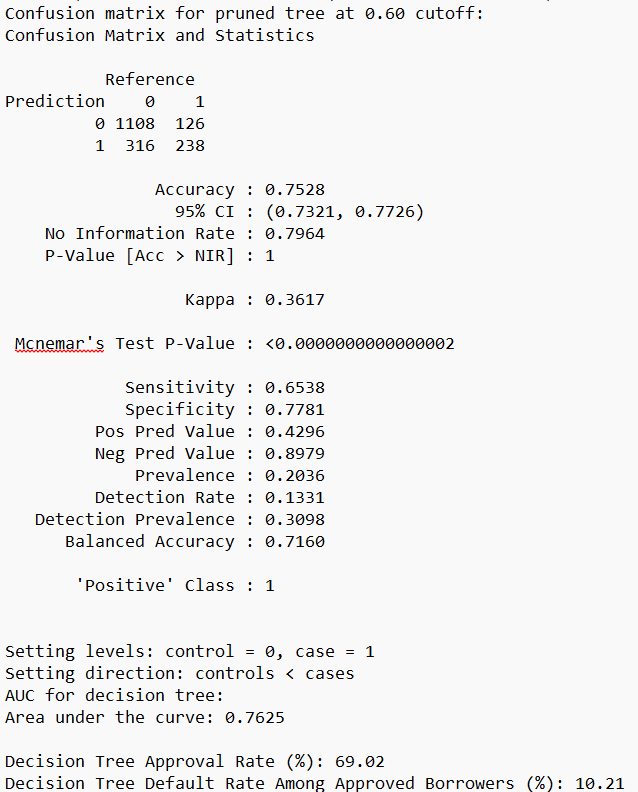 Confusion matrix for pruned tree at 0.60 cutoff:
Confusion Matrix and Statistics
Reference
Prediction 0 1
0 1108 126
1 316 238
Accuracy : 0.7528
95% CI : (0.7321, 0.7726)
No Information Rate : 0.7964
P-Value [Acc > NIR] : 1
Kappa : 0.3617
Mcnemar's Test P-Value : <0.0000000000000002
Sensitivity : 0.6538
Specificity : 0.7781
Pos Pred Value : 0.4296
Neg Pred Value : 0.8979
Prevalence : 0.2036
Detection Rate : 0.1331
Detection Prevalence : 0.3098
Balanced Accuracy : 0.7160
'Positive' Class : 1
Setting levels: control = 0, case = 1
Setting direction: controls < cases
AUC for decision tree:
Area under the curve: 0.7625
Decision Tree Approval Rate (%): 69.02
Decision Tree Default Rate Among Approved Borrowers (%): 10.21